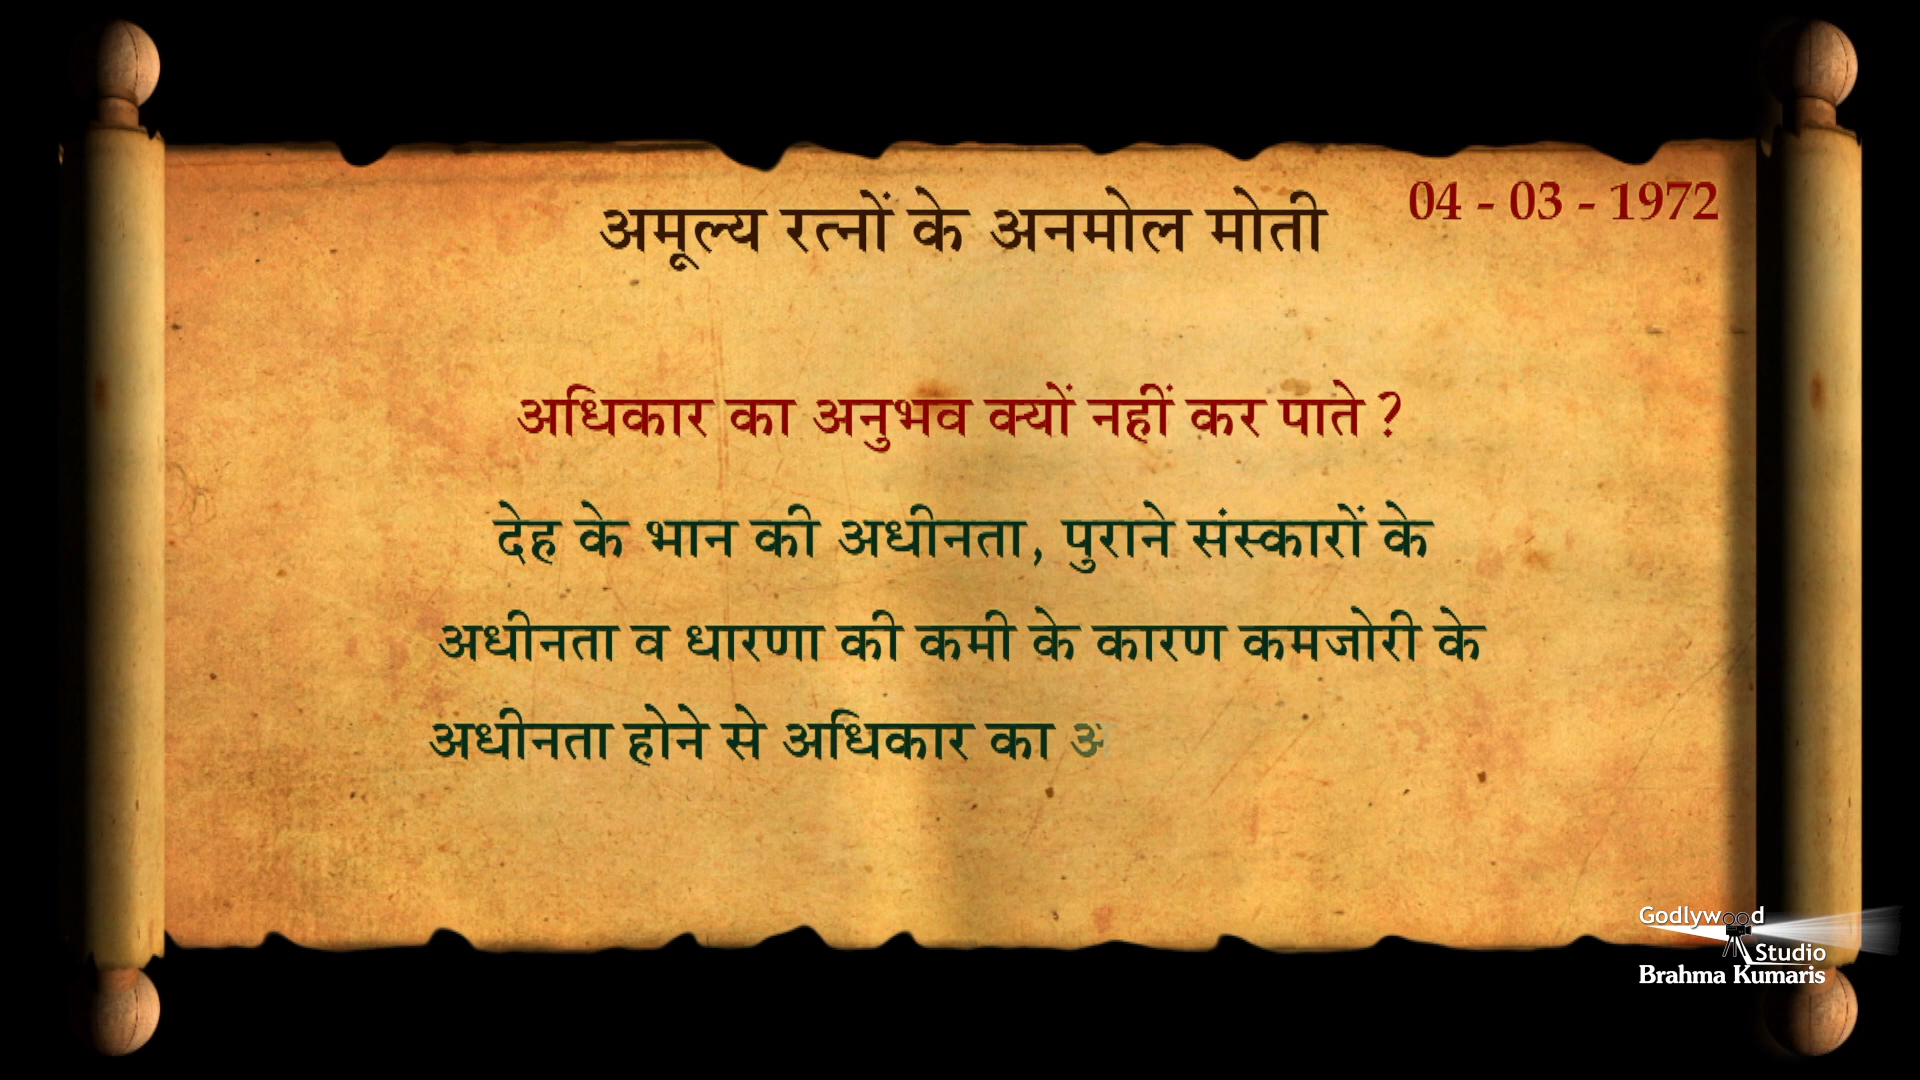 अमूल्य रत्नों के अनमोल मोती
04 - 03 - 1972
अधिकार का अनुभव क्यों नहीं कर पाते ?
देह के भान की अधीनता, पुराने संस्कारों के
अधीनता व धारणा की कमी के कारण कमजोरी के
अधीनता होने से अधिकार का
Godlywood
Studio
Brahma Kumaris